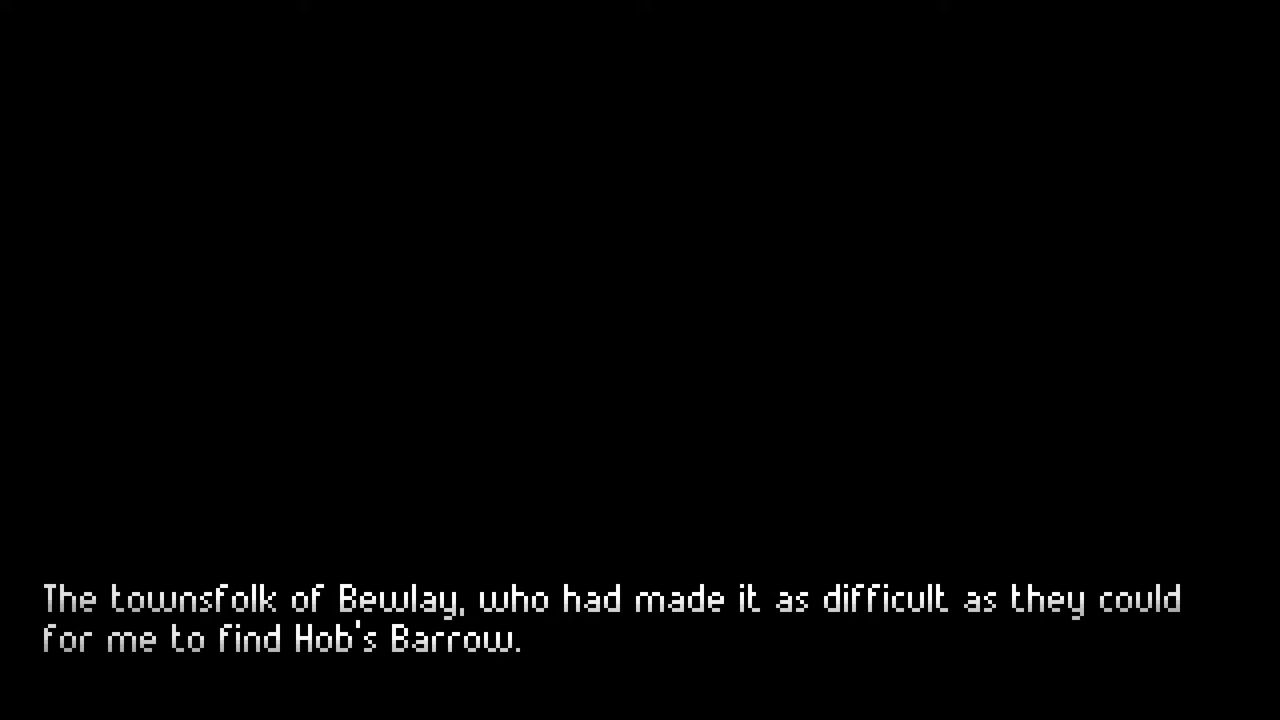 The townsfolk of Bewlay, who had made it as difficult as they could
for me to find Hob's Barrow.